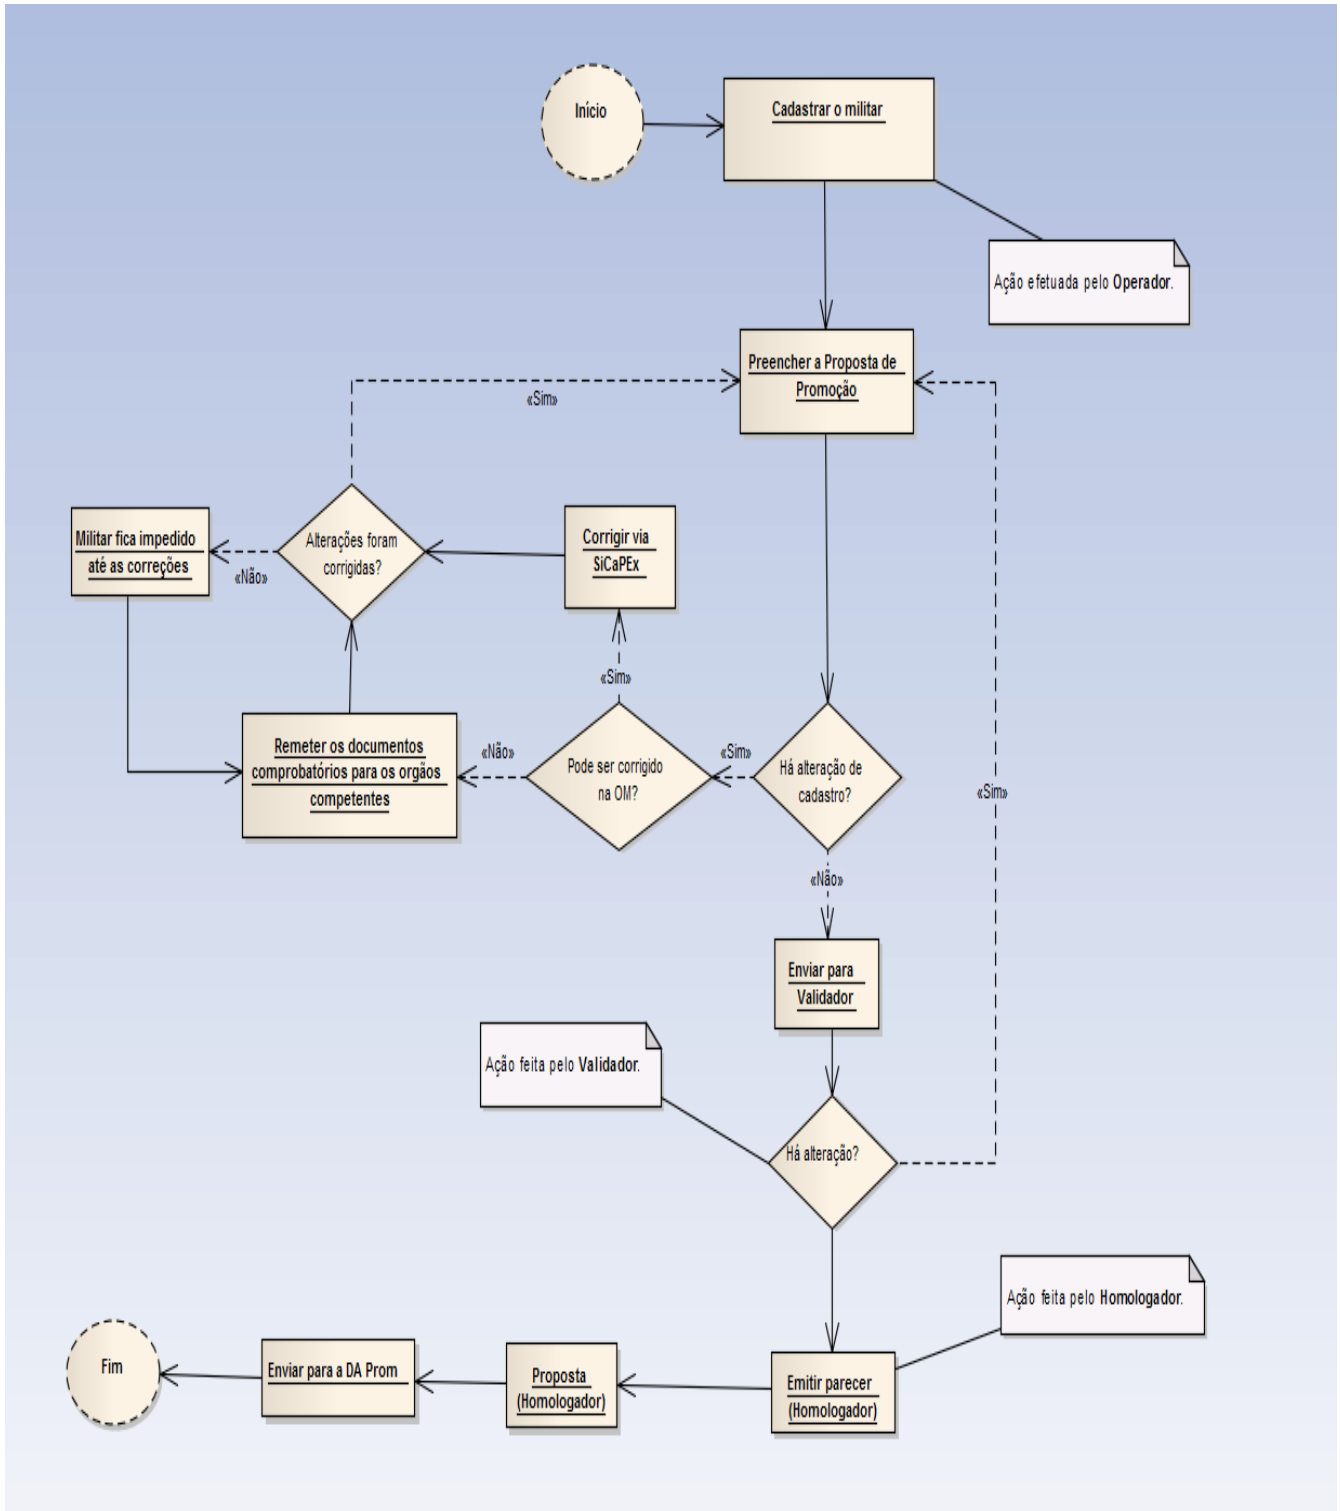 Início
Cadastrar o militar
Ação efetuada pelo Operador.
Preencher a Proposta de
Promoção
«Sim»
Militar fica impedido
até as correções
«Não»
Alterações foram
corrigidas?
Corrigir via
SiCaPEx
«Sim»
Remeter os documentos
comprobatórios para os orgãos
competentes
«Não»
Pode ser corrigido
na OM?
«Sim»
Há alteração de
cadastro?
«Sim»
«Não»
Enviar para
Validador
Ação feita pelo Validador.
Há alteração?
Ação feita pelo Homologador.
Fim
Enviar para a DA Prom
Proposta
(Homologador)
Emitir parecer
(Homologador)